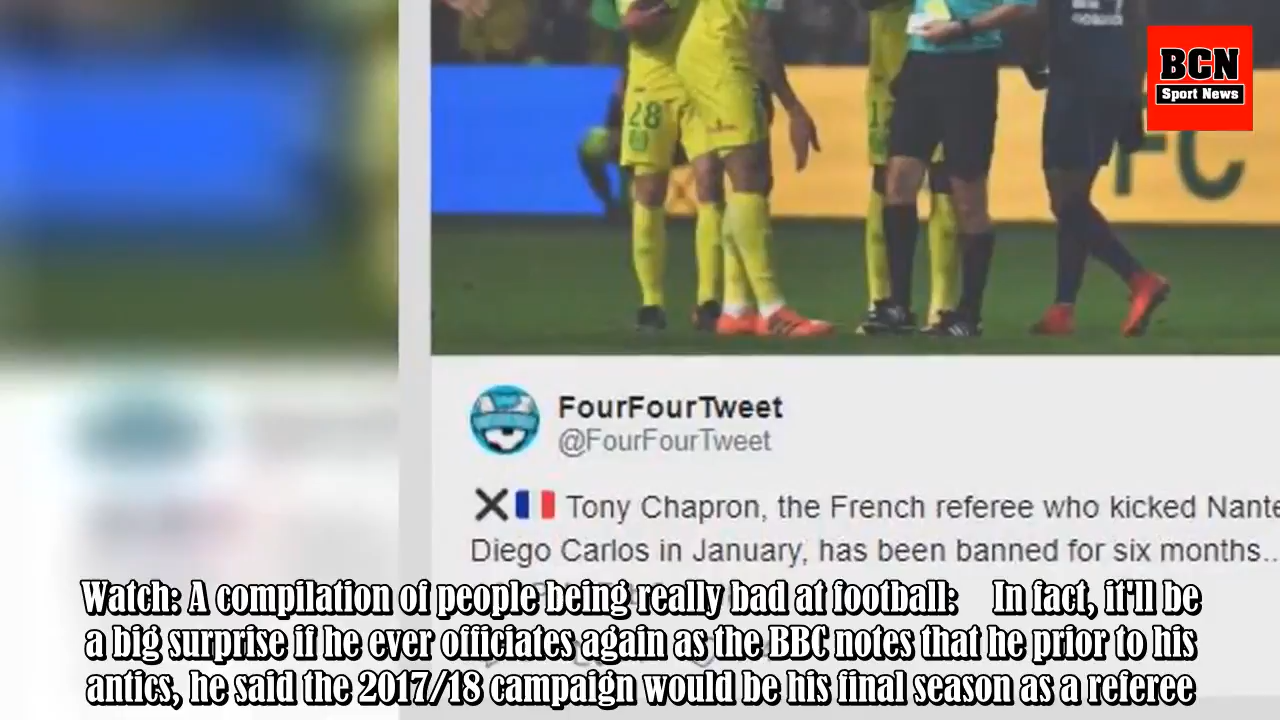 BCN
Sport News
28
12
FC
FourFourTweet
@FourFourTweet
Tony Chapron, the French referee who kicked Nante
Diego Carlos in January, has been banned for six months..
Watch: A compilation of people being really bad at football: In fact, it'll be
a big surprise if he ever officiates again as the BBC notes that he prior to his
antics, he said the 2017/18 campaign would be his final season as a referee